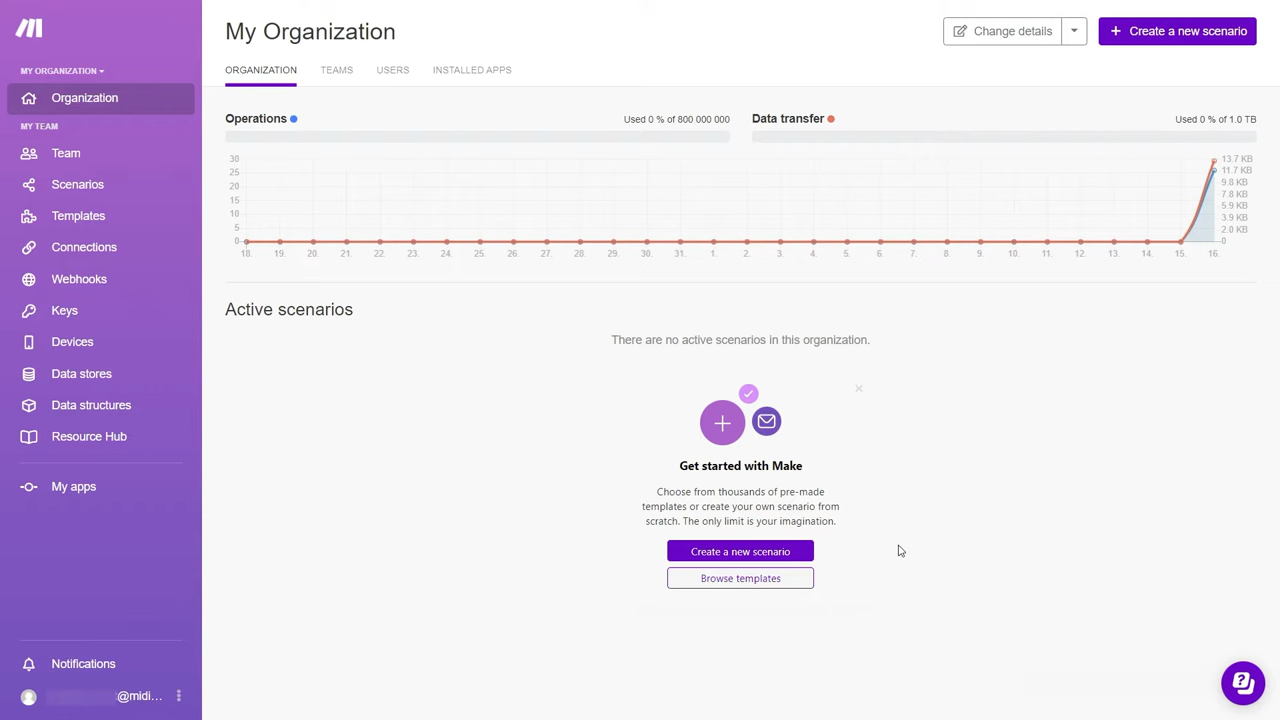 My Organization
Change details
Create a new scenario
MY ORGANIZATION
ORGANIZATION
TEAMS
USERS
INSTALLED APPS
Organization
MY TEAM
Team
Scenarios
Templates
Connections
Webhooks
Keys
Devices
Data stores
Data structures
Resource Hub
My apps
Notifications
@midi...
Operations
Used 0 % of 800 000 000
Data transfer
Used 0 % of 1.0 TB
30
25
20
15
10
5
0
13.7 KB
11.7 KB
9.8 KB
7.8 KB
5.9 KB
3.9 KB
2.0 KB
0
18. 19. 20. 21. 22. 23. 24. 25. 26. 27. 28. 29. 30. 31. 1. 2. 3. 4. 5. 6. 7. 8. 9. 10. 11. 12. 13. 14. 15. 16.
Active scenarios
There are no active scenarios in this organization.
Get started with Make
Choose from thousands of pre-made
templates or create your own scenario from
scratch. The only limit is your imagination.
Create a new scenario
Browse templates